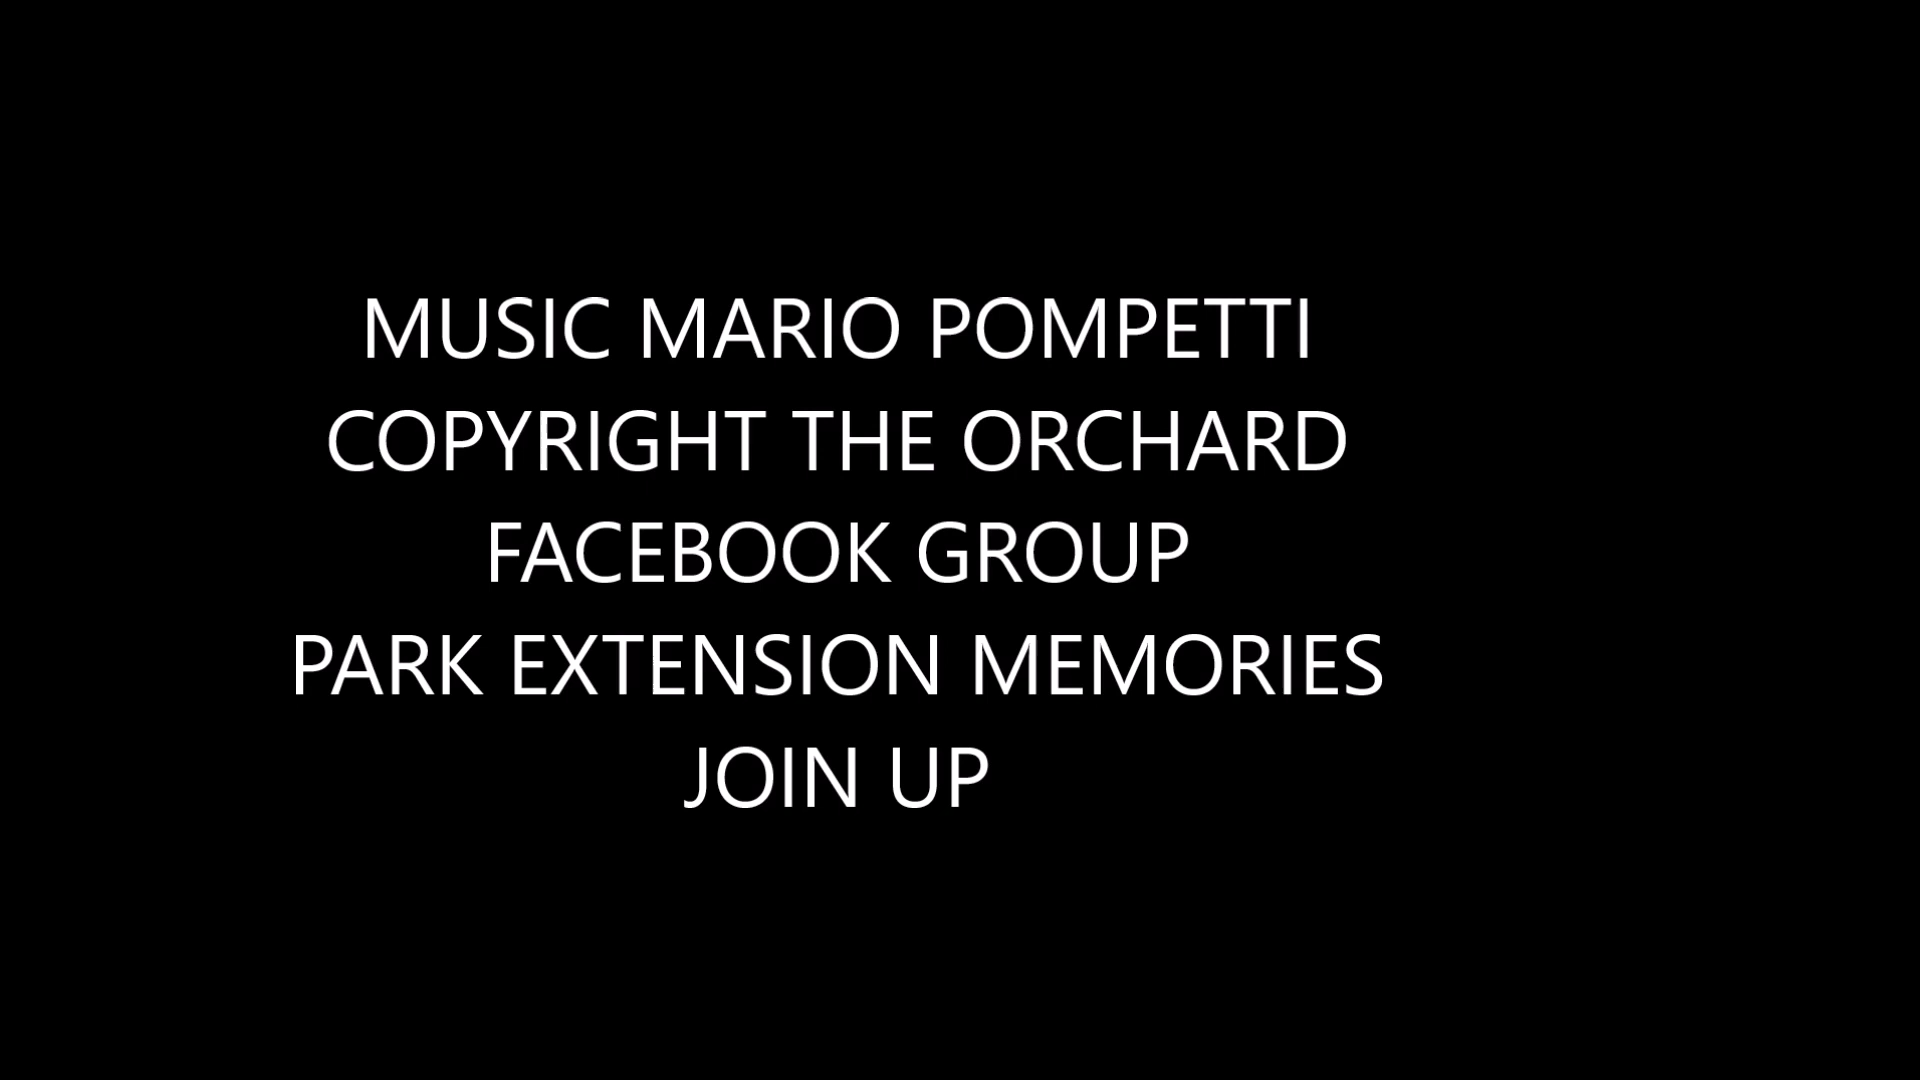 MUSIC MARIO POMPETTI
COPYRIGHT THE ORCHARD
FACEBOOK GROUP
PARK EXTENSION MEMORIES
JOIN UP